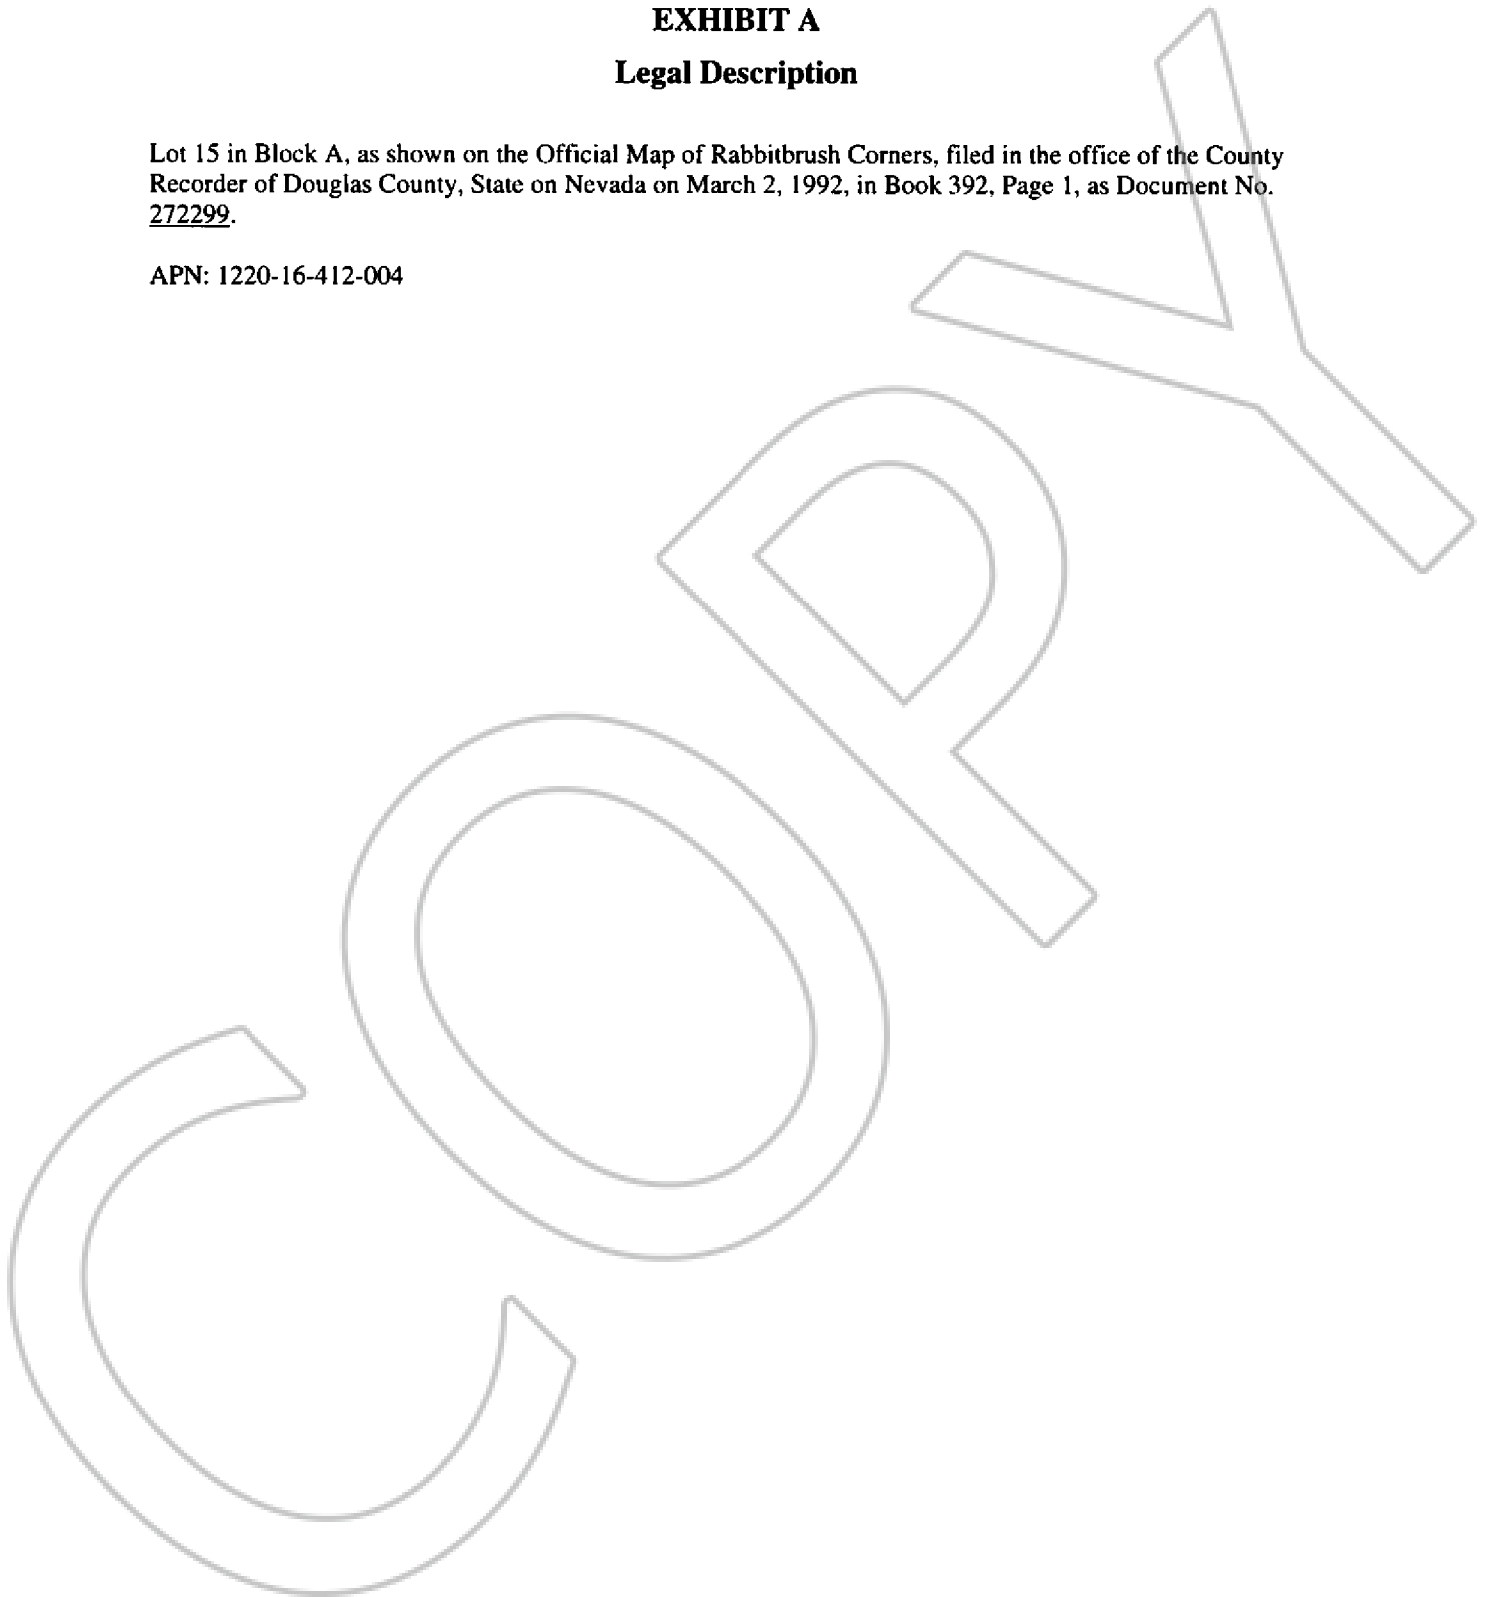 EXHIBIT A
Legal Description
Lot 15 in Block A, as shown on the Official Map of Rabbitbrush Corners, filed in the office of the County
Recorder of Douglas County, State on Nevada on March 2, 1992, in Book 392, Page 1, as Document No.
272299.
APN: 1220-16-412-004
COPY